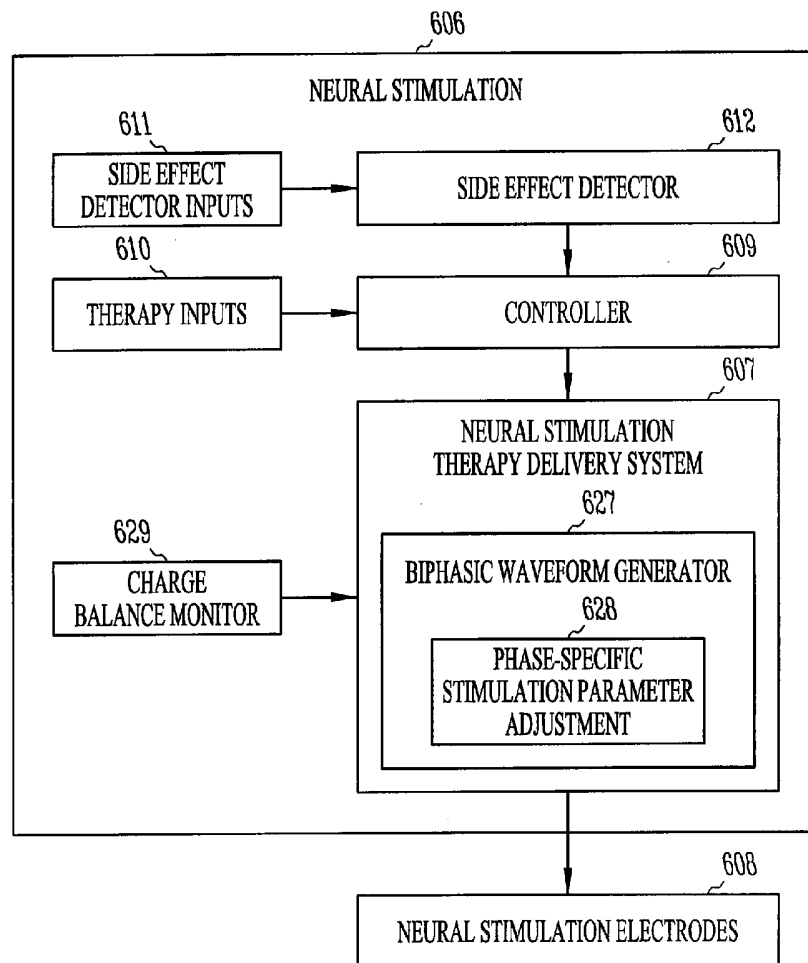 606
NEURAL STIMULATION
611
SIDE EFFECT
DETECTOR INPUTS
612
SIDE EFFECT DETECTOR
610
THERAPY INPUTS
609
CONTROLLER
607
NEURAL STIMULATION
THERAPY DELIVERY SYSTEM
627
BIPHASIC WAVEFORM GENERATOR
628
PHASE-SPECIFIC
STIMULATION PARAMETER
ADJUSTMENT
629
CHARGE
BALANCE MONITOR
608
NEURAL STIMULATION ELECTRODES